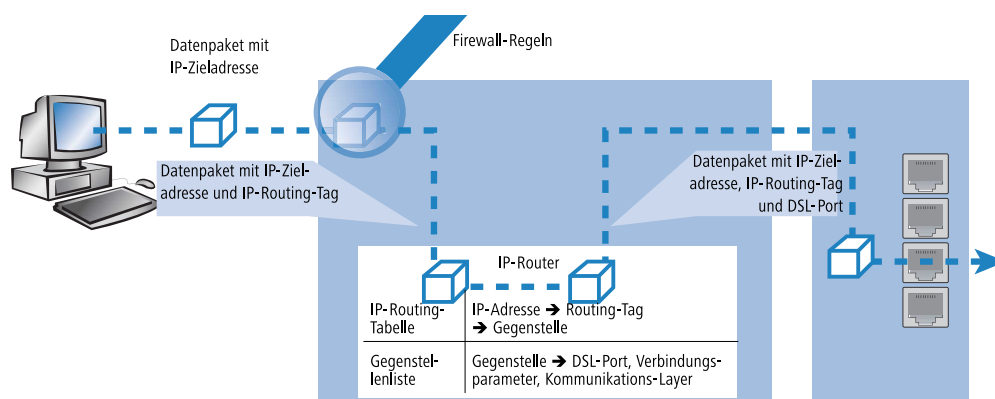 Datenpaket mit
IP-Zieladresse
Firewall-Regeln
Datenpaket mit IP-Ziel-
adresse und IP-Routing-Tag
Datenpaket mit IP-Ziel-
adresse, IP-Routing-Tag
und DSL-Port
IP-Router
IP-Routing-
Tabelle
IP-Adresse ➔ Routing-Tag
➔ Gegenstelle
Gegenstel-
lenliste
Gegenstelle ➔ DSL-Port, Verbindungs-
parameter, Kommunikations-Layer